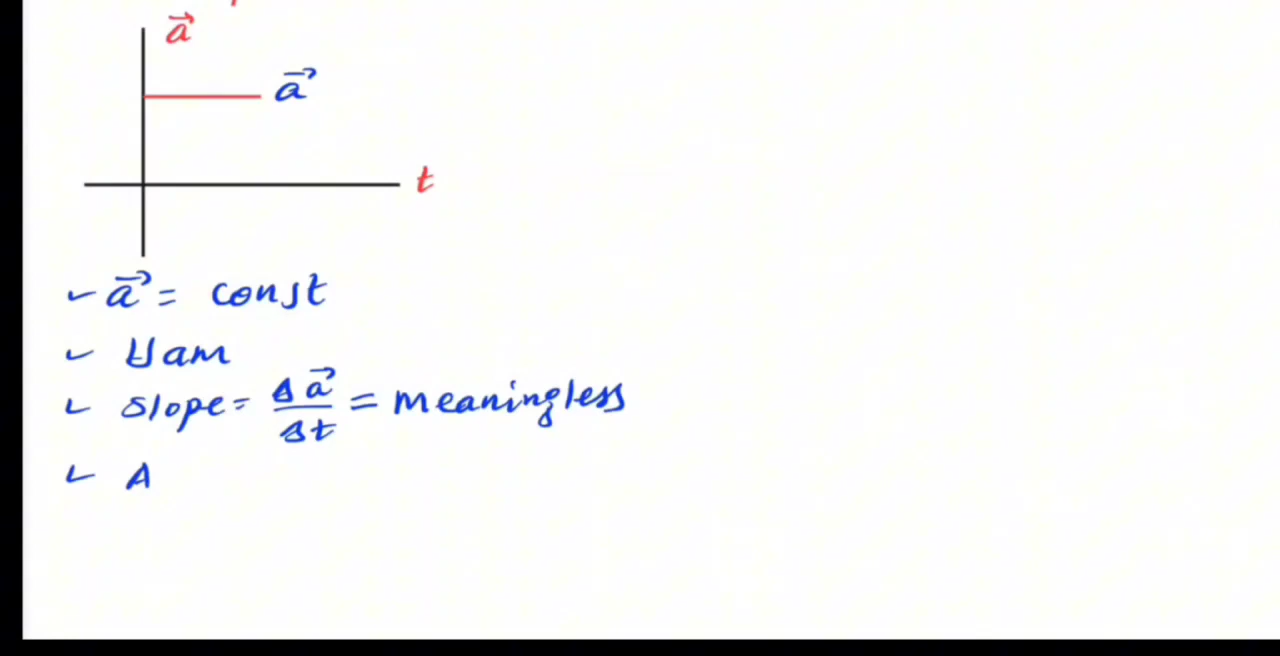 a⃗
a⃗
t
a⃗ = const
Uam
slope = Δa⃗/Δt = meaningless
A